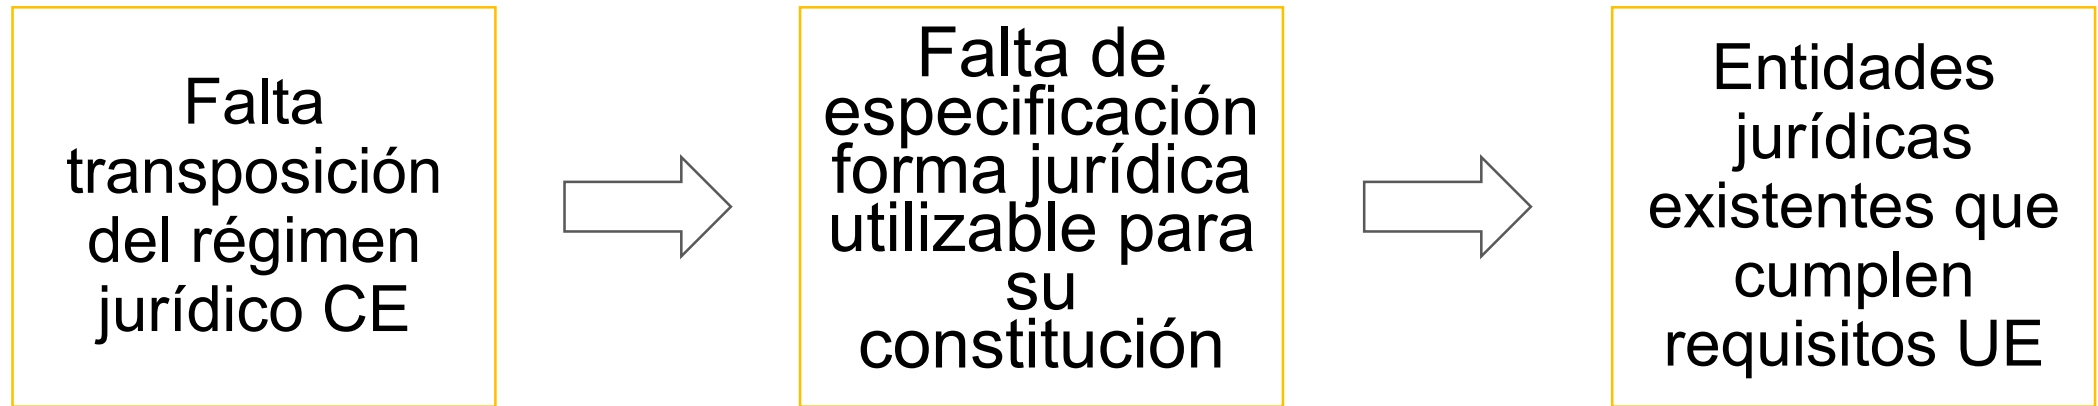 Falta
transposición
del régimen
jurídico CE
Falta de
especificación
forma jurídica
utilizable para
su
constitución
Entidades
jurídicas
existentes que
cumplen
requisitos UE